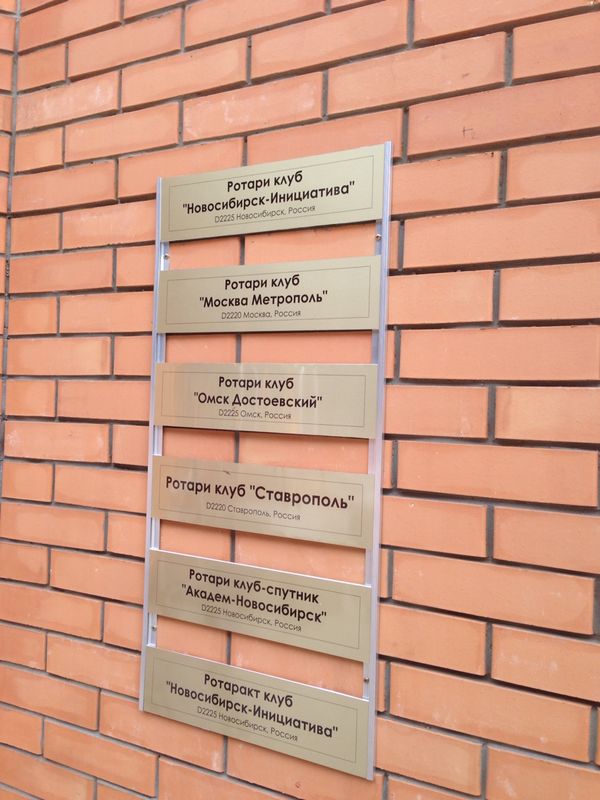 Ротари клуб
"Новосибирск-Инициатива"
D2225 Новосибирск, Россия
Ротари клуб
"Москва Метрополь"
D2220 Москва, Россия
Ротари клуб
"Омск Достоевский"
D2225 Омск, Россия
Ротари клуб "Ставрополь"
D2220 Ставрополь, Россия
Ротари клуб-спутник
"Академ-Новосибирск"
D2225 Новосибирск, Россия
Ротаракт клуб
"Новосибирск-Инициатива"
D2225 Новосибирск, Россия